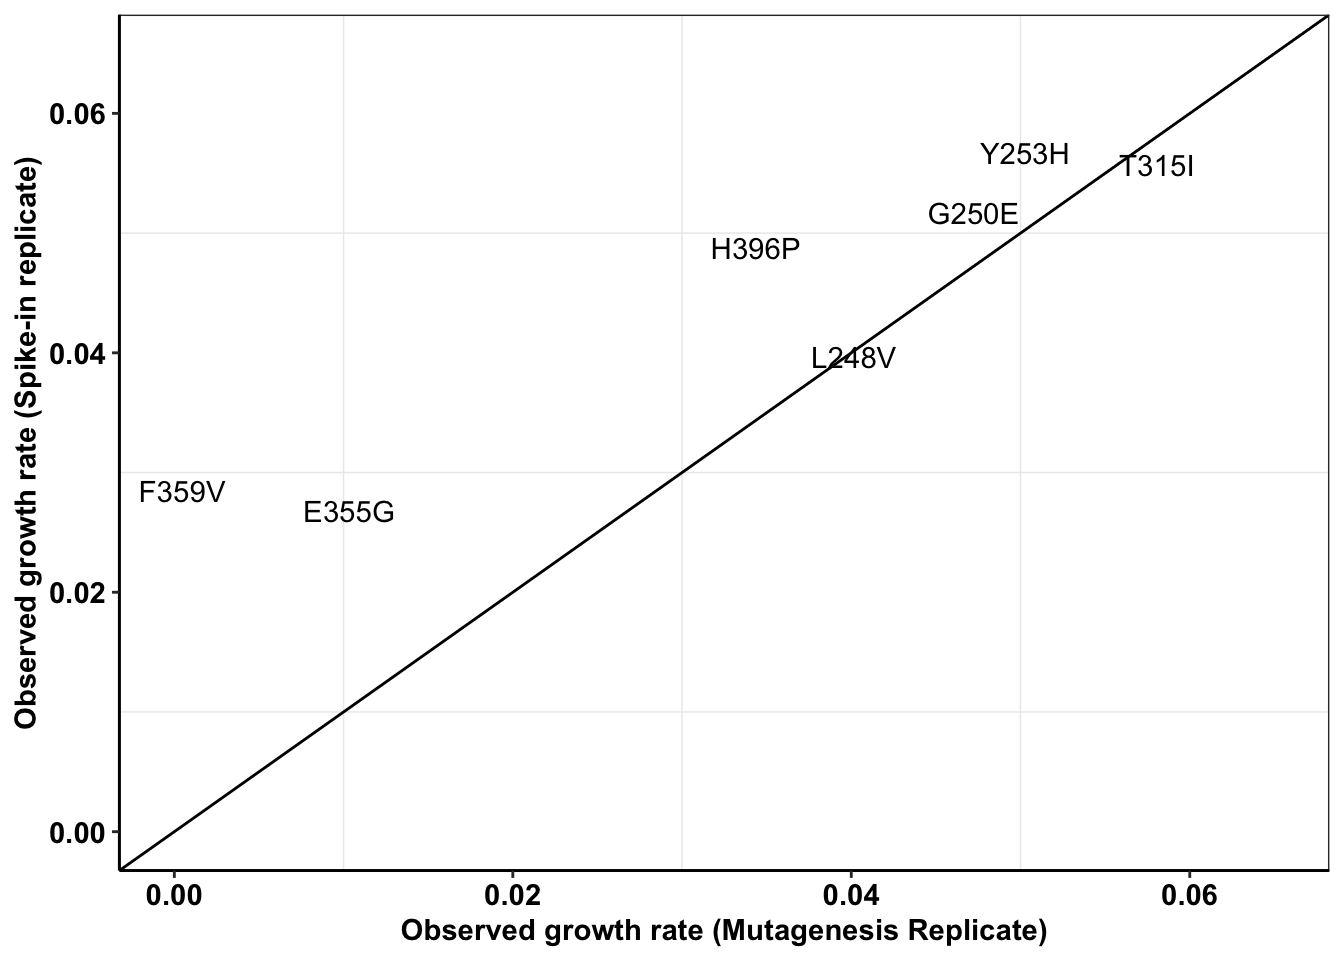 0.06
0.04
0.02
0.00
Observed growth rate (Spike-in replicate)
Y253H
T315I
G250E
H396P
L248V
F359V
E355G
0.00 0.02 0.04 0.06
Observed growth rate (Mutagenesis Replicate)